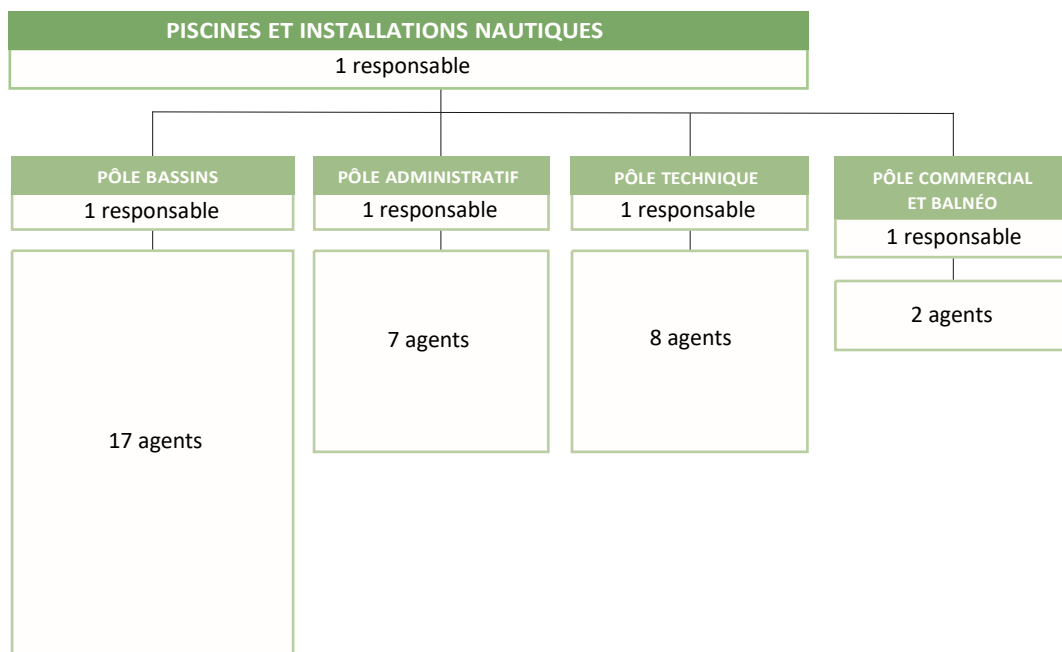 PISCINES ET INSTALLATIONS NAUTIQUES
1 responsable
PÔLE BASSINS
1 responsable
17 agents
PÔLE ADMINISTRATIF
1 responsable
7 agents
PÔLE TECHNIQUE
1 responsable
8 agents
PÔLE COMMERCIAL
ET BALNÉO
1 responsable
2 agents